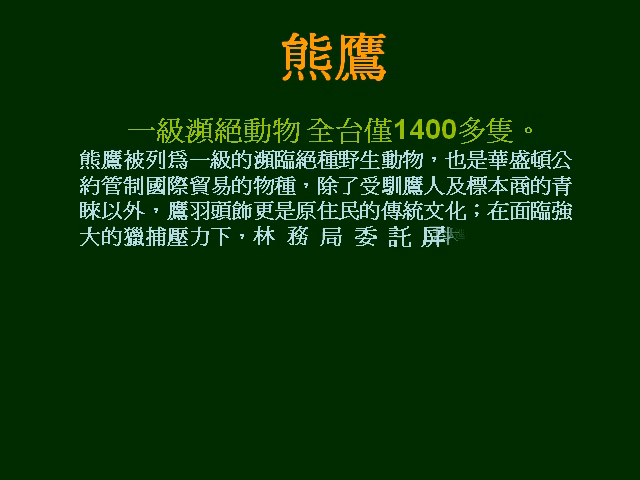 熊鷹
一級瀕絕動物 全台僅1400多隻。
熊鷹被列為一級的瀕臨絕種野生動物，也是華盛頓公
約管制國際貿易的物種，除了受馴鷹人及標本商的青
睞以外，鷹羽頭飾更是原住民的傳統文化；在面臨強
大的獵捕壓力下，林 務 局 委 託 屏